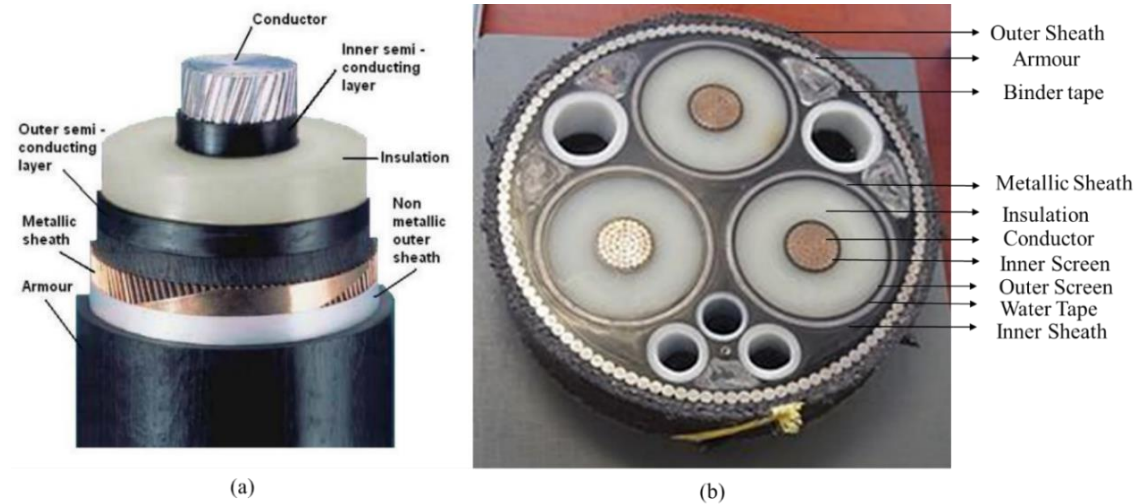 Conductor
Inner semi -
conducting
layer
Outer semi -
conducting
layer
Insulation
Metallic
sheath
Non
metallic
outer
sheath
Armour
(a)
Outer Sheath
Armour
Binder tape
Metallic Sheath
Insulation
Conductor
Inner Screen
Outer Screen
Water Tape
Inner Sheath
(b)